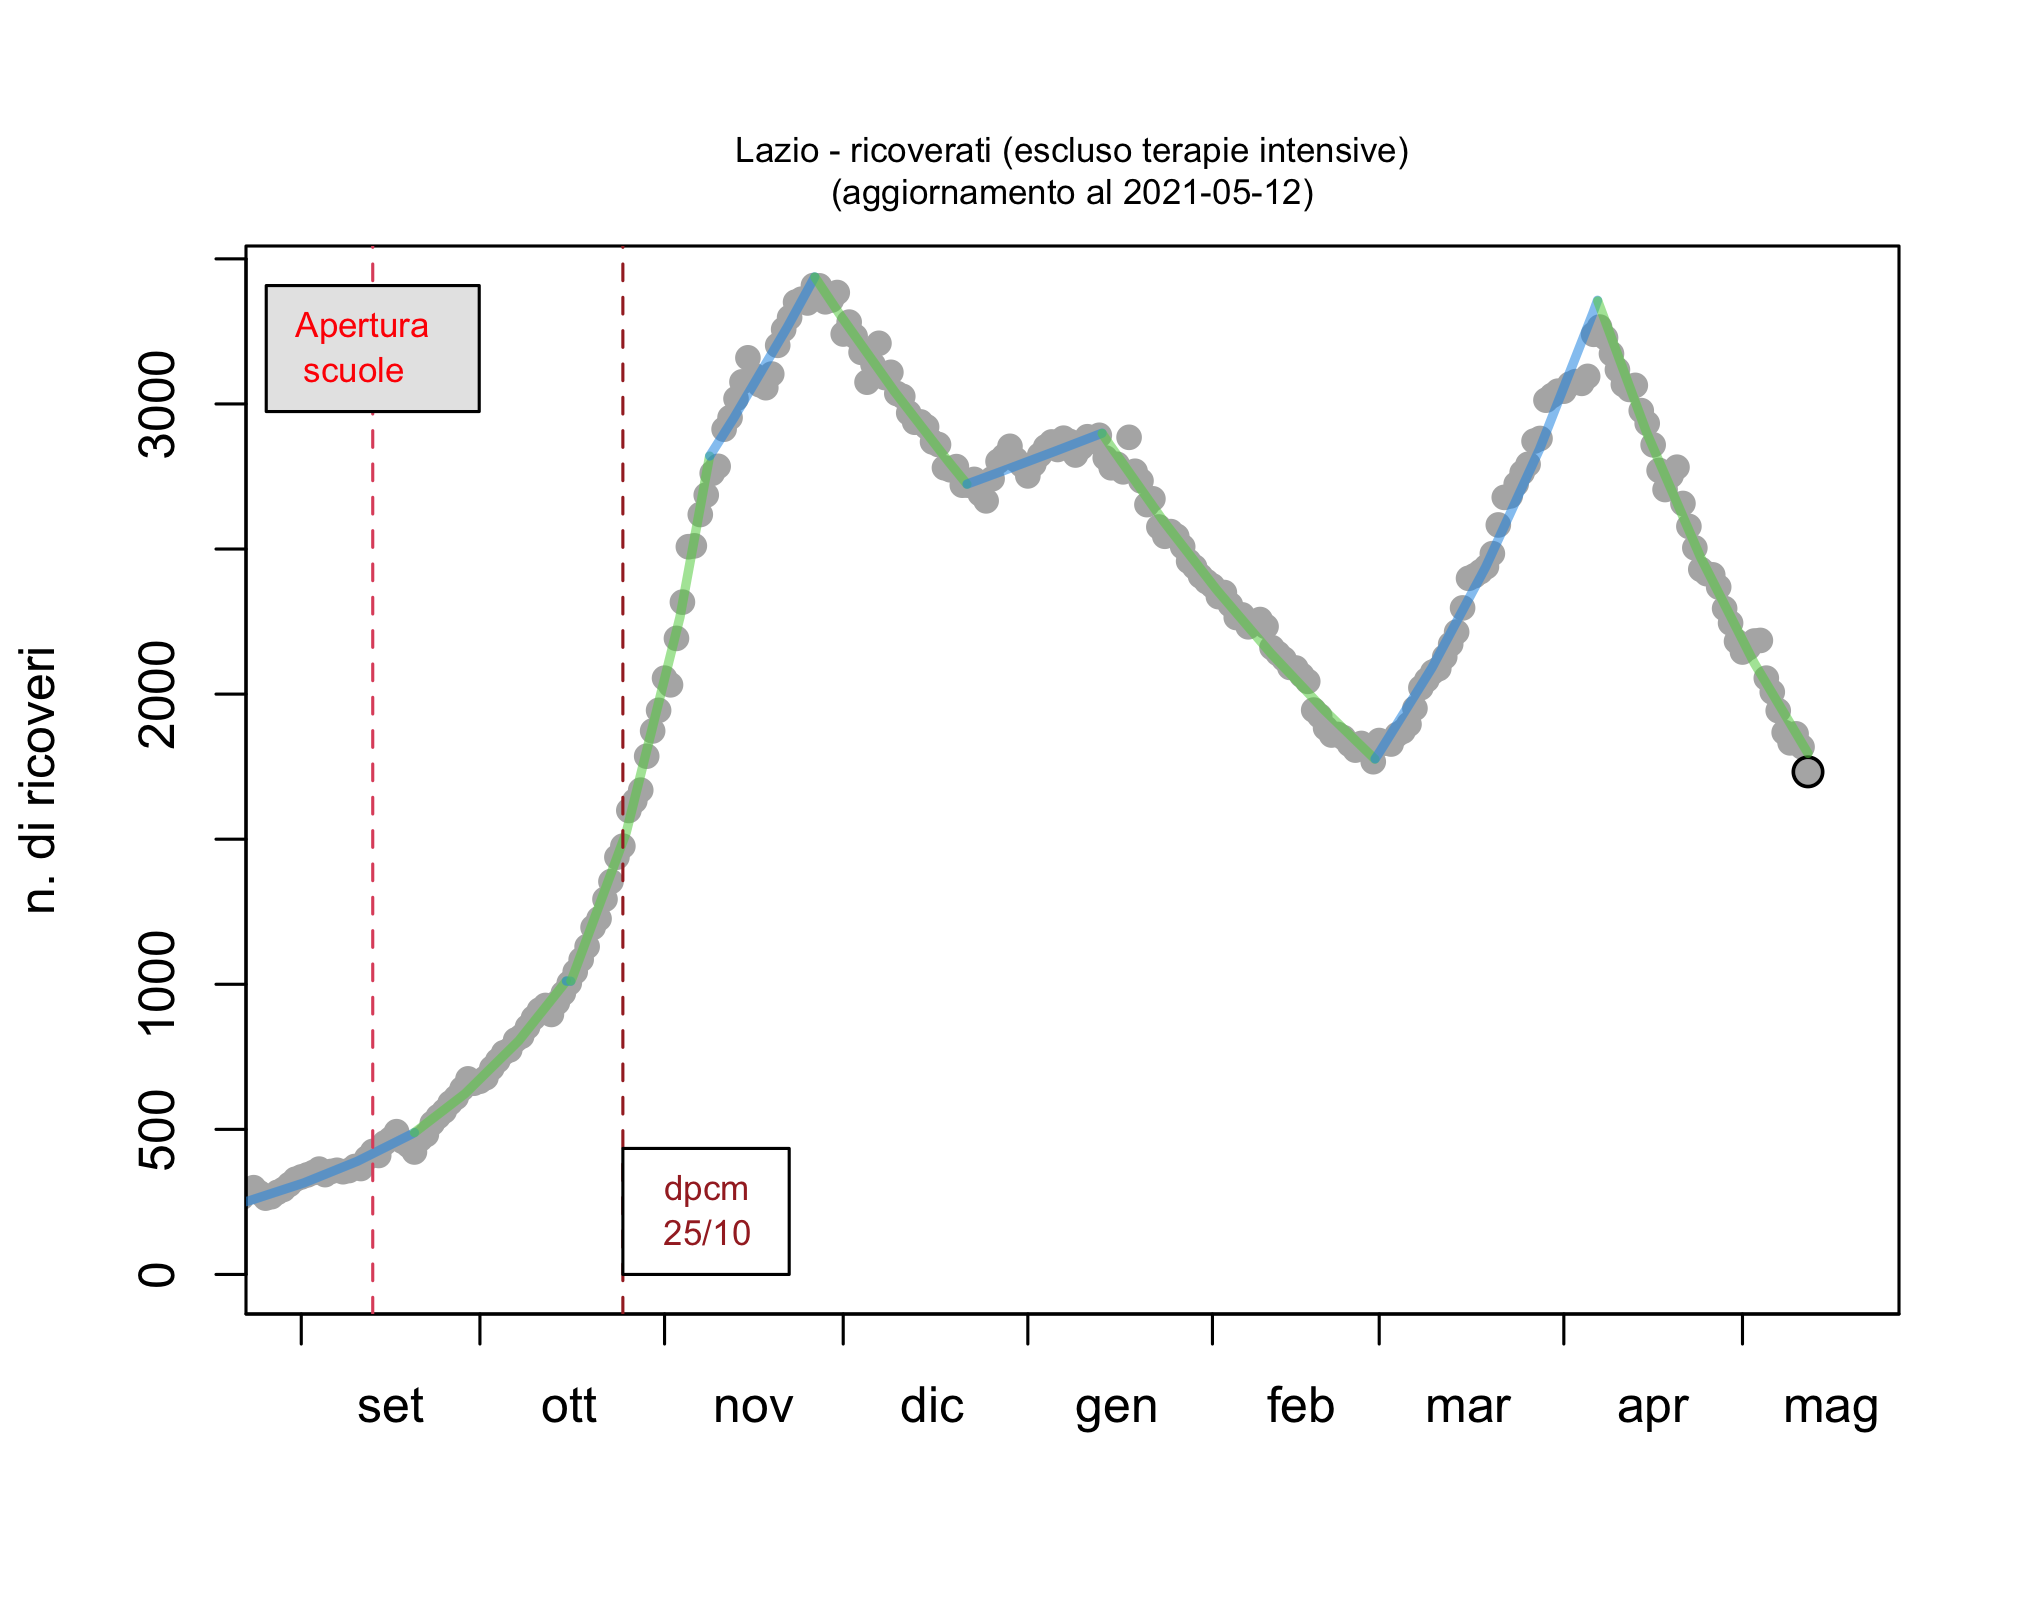 Lazio - ricoverati (escluso terapie intensive)
(aggiornamento al 2021-05-12)
Apertura
scuole
dpcm
25/10
n. di ricoveri
3000
2000
1000
500
0
set ott nov dic gen feb mar apr mag